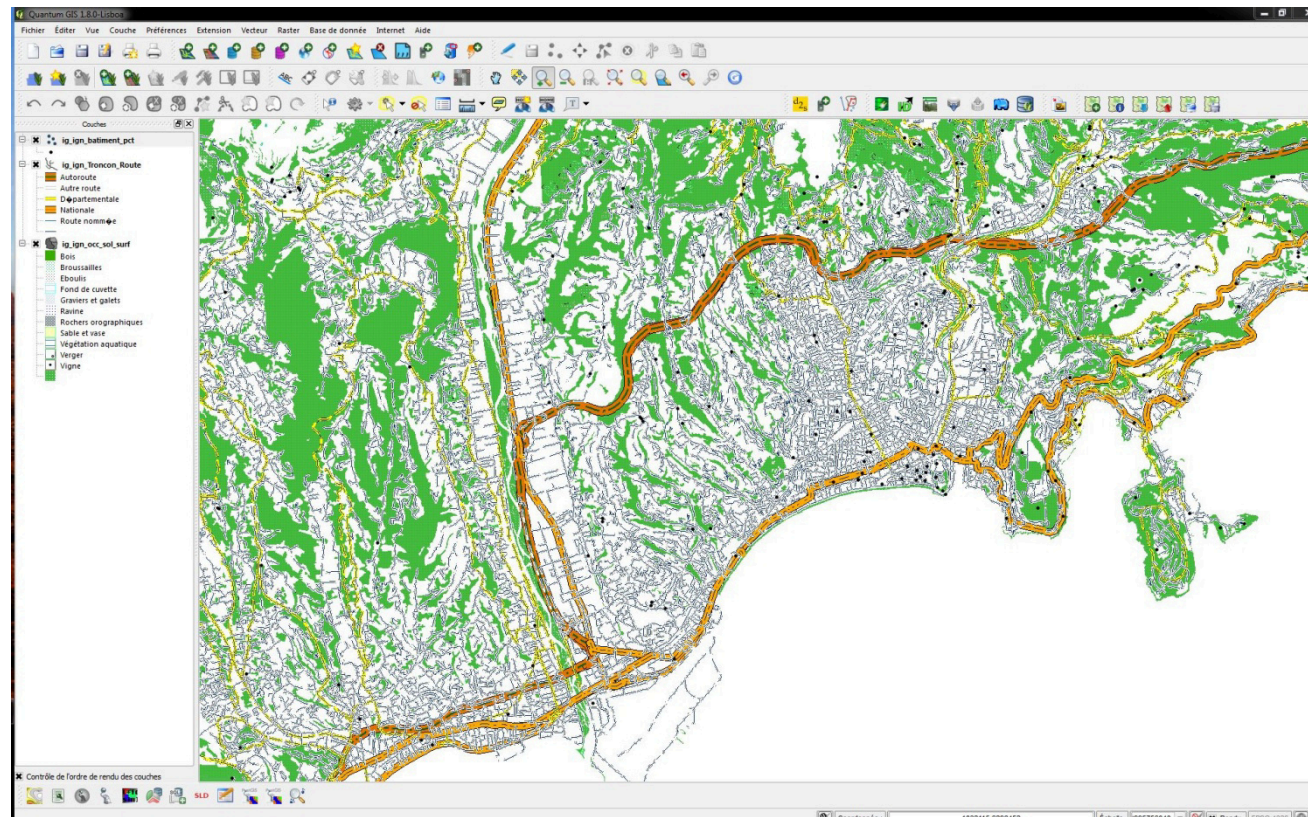 Quantum GIS 1.8.0-Lisboa
Fichier Éditer Vue Couche Préférences Extension Vecteur Raster Base de donnée Internet Aide
Couches
ig_ign_batiment_pct
ig_ign_Troncon_Route
Autoroute
Autre route
D�partementale
Nationale
Route nomm�e
ig_ign_occ_sol_surf
Bois
Broussailles
Eboulis
Fond de cuvette
Graviers et galets
Ravine
Rochers orographiques
Sable et vase
Végétation aquatique
Verger
Vigne
Contrôle de l'ordre de rendu des couches
SLD